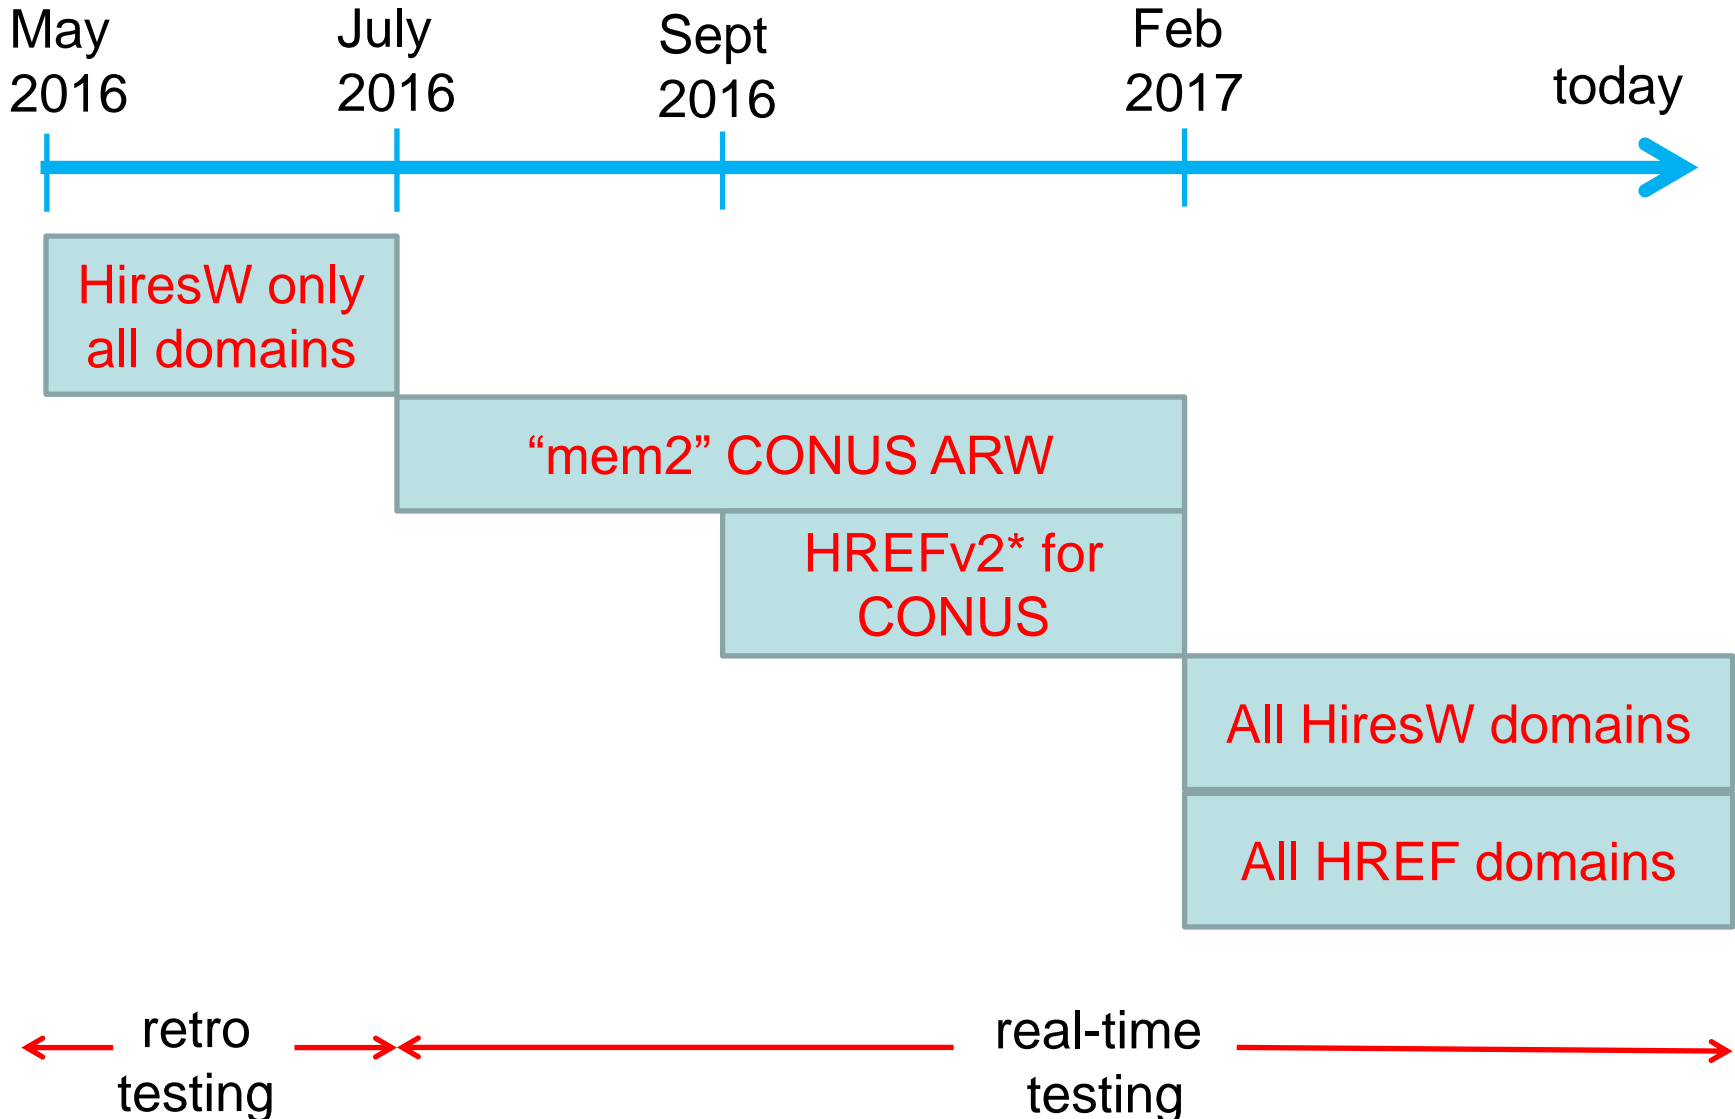 May
2016
July
2016
Sept
2016
Feb
2017
today
HiresW only
all domains
“mem2” CONUS ARW
HREFv2* for
CONUS
All HiresW domains
All HREF domains
retro
testing
real-time
testing